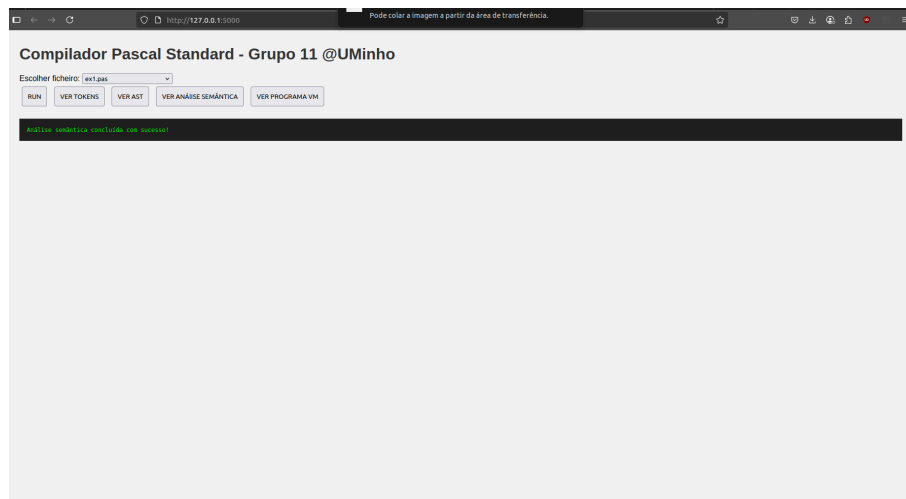 http://127.0.0.1:5000
Pode colar a imagem a partir da área de transferência.
Compilador Pascal Standard - Grupo 11 @UMinho
Escolher ficheiro: ex1.pas
RUN VER TOKENS VER AST VER ANÁLISE SEMÂNTICA VER PROGRAMA VM
Análise semântica concluída com sucesso!